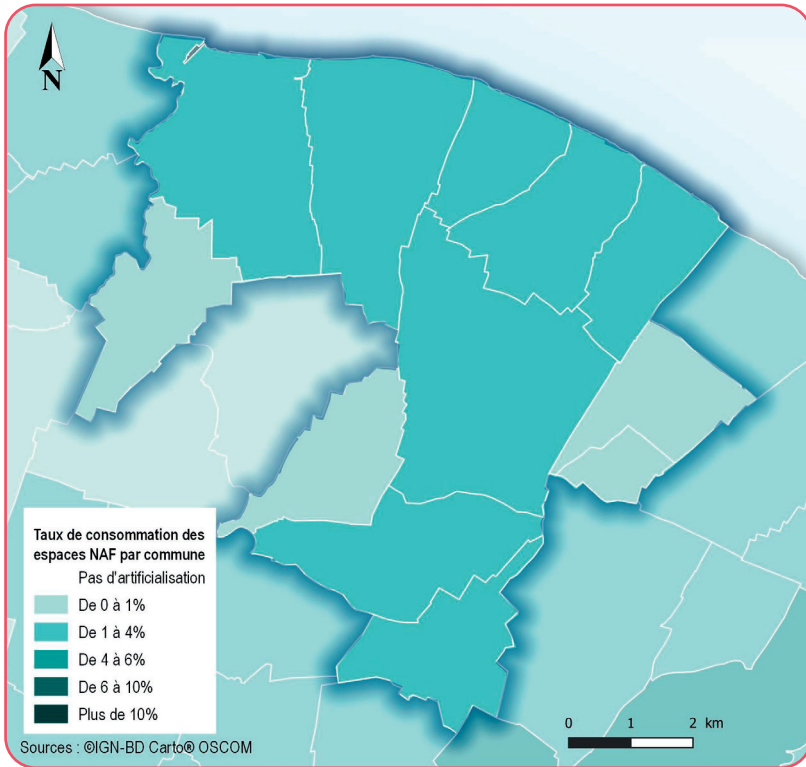 N
Taux de consommation des
espaces NAF par commune
Pas d'artificialisation
De 0 à 1%
De 1 à 4%
De 4 à 6%
De 6 à 10%
Plus de 10%
0 1 2 km
Sources : ©IGN-BD Carto® OSCOM